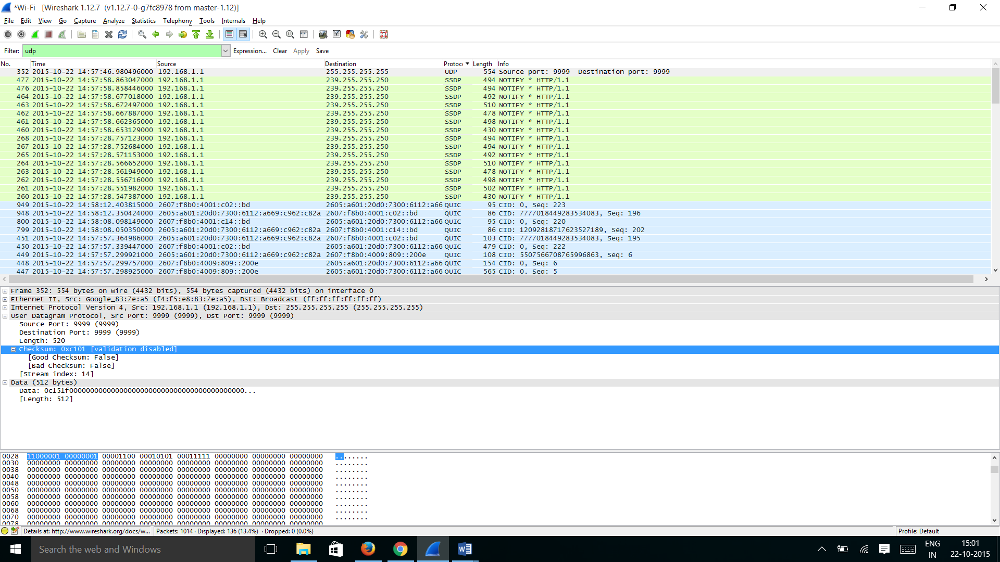 *Wi-Fi [Wireshark 1.12.7 (v1.12.7-0-g7fc8978 from master-1.12)]
File Edit View Go Capture Analyze Statistics Telephony Tools Internals Help
Filter: udp Expression... Clear Apply Save
No. Time Source Destination Protoc Length Info
352 2015-10-22 14:57:46.980496000 192.168.1.1 255.255.255.255 UDP 554 Source port: 9999 Destination port: 9999
477 2015-10-22 14:57:58.863047000 192.168.1.1 239.255.255.250 SSDP 494 NOTIFY * HTTP/1.1
476 2015-10-22 14:57:58.858446000 192.168.1.1 239.255.255.250 SSDP 494 NOTIFY * HTTP/1.1
464 2015-10-22 14:57:58.677018000 192.168.1.1 239.255.255.250 SSDP 492 NOTIFY * HTTP/1.1
463 2015-10-22 14:57:58.672497000 192.168.1.1 239.255.255.250 SSDP 510 NOTIFY * HTTP/1.1
462 2015-10-22 14:57:58.667887000 192.168.1.1 239.255.255.250 SSDP 478 NOTIFY * HTTP/1.1
461 2015-10-22 14:57:58.662365000 192.168.1.1 239.255.255.250 SSDP 498 NOTIFY * HTTP/1.1
460 2015-10-22 14:57:58.653129000 192.168.1.1 239.255.255.250 SSDP 430 NOTIFY * HTTP/1.1
268 2015-10-22 14:57:28.757123000 192.168.1.1 239.255.255.250 SSDP 494 NOTIFY * HTTP/1.1
267 2015-10-22 14:57:28.752684000 192.168.1.1 239.255.255.250 SSDP 494 NOTIFY * HTTP/1.1
265 2015-10-22 14:57:28.571153000 192.168.1.1 239.255.255.250 SSDP 492 NOTIFY * HTTP/1.1
264 2015-10-22 14:57:28.566652000 192.168.1.1 239.255.255.250 SSDP 510 NOTIFY * HTTP/1.1
263 2015-10-22 14:57:28.561949000 192.168.1.1 239.255.255.250 SSDP 478 NOTIFY * HTTP/1.1
262 2015-10-22 14:57:28.556716000 192.168.1.1 239.255.255.250 SSDP 498 NOTIFY * HTTP/1.1
261 2015-10-22 14:57:28.551982000 192.168.1.1 239.255.255.250 SSDP 502 NOTIFY * HTTP/1.1
260 2015-10-22 14:57:28.547387000 192.168.1.1 239.255.255.250 SSDP 430 NOTIFY * HTTP/1.1
949 2015-10-22 14:58:12.403815000 2607:f8b0:4001:c02::bd 2605:a601:20d0:7300:6112:a66 QUIC 95 CID: 0, Seq: 223
948 2015-10-22 14:58:12.350424000 2605:a601:20d0:7300:6112:a669:c962:c82a 2607:f8b0:4001:c02::bd QUIC 86 CID: 7777018449283534083, Seq: 196
800 2015-10-22 14:58:08.098149000 2607:f8b0:4001:c14::bd 2605:a601:20d0:7300:6112:a66 QUIC 95 CID: 0, Seq: 220
799 2015-10-22 14:58:08.050350000 2605:a601:20d0:7300:6112:a669:c962:c82a 2607:f8b0:4001:c14::bd QUIC 86 CID: 12092818717623527189, Seq: 202
451 2015-10-22 14:57:57.364986000 2605:a601:20d0:7300:6112:a669:c962:c82a 2607:f8b0:4001:c02::bd QUIC 103 CID: 7777018449283534083, Seq: 195
450 2015-10-22 14:57:57.339447000 2607:f8b0:4001:c02::bd 2605:a601:20d0:7300:6112:a66 QUIC 479 CID: 0, Seq: 222
449 2015-10-22 14:57:57.299921000 2605:a601:20d0:7300:6112:a669:c962:c82a 2607:f8b0:4009:809::200e QUIC 108 CID: 5507566708765996863, Seq: 6
448 2015-10-22 14:57:57.299757000 2607:f8b0:4009:809::200e 2605:a601:20d0:7300:6112:a66 QUIC 154 CID: 0, Seq: 6
447 2015-10-22 14:57:57.298925000 2607:f8b0:4009:809::200e 2605:a601:20d0:7300:6112:a66 QUIC 565 CID: 0, Seq: 5
Frame 352: 554 bytes on wire (4432 bits), 554 bytes captured (4432 bits) on interface 0
Ethernet II, Src: Google_83:7e:a5 (f4:f5:e8:83:7e:a5), Dst: Broadcast (ff:ff:ff:ff:ff:ff)
Internet Protocol Version 4, Src: 192.168.1.1 (192.168.1.1), Dst: 255.255.255.255 (255.255.255.255)
User Datagram Protocol, Src Port: 9999 (9999), Dst Port: 9999 (9999)
Source Port: 9999 (9999)
Destination Port: 9999 (9999)
Length: 520
Checksum: 0xc101 [validation disabled]
[Good Checksum: False]
[Bad Checksum: False]
[Stream index: 14]
Data (512 bytes)
Data: 0c151f000000000000000000000000000000000000000000...
[Length: 512]
0028 11000001 00000001 00001100 00010101 00011111 00000000 00000000 00000000 ........
0030 00000000 00000000 00000000 00000000 00000000 00000000 00000000 00000000 ........
0038 00000000 00000000 00000000 00000000 00000000 00000000 00000000 00000000 ........
0040 00000000 00000000 00000000 00000000 00000000 00000000 00000000 00000000 ........
0048 00000000 00000000 00000000 00000000 00000000 00000000 00000000 00000000 ........
0050 00000000 00000000 00000000 00000000 00000000 00000000 00000000 00000000 ........
0058 00000000 00000000 00000000 00000000 00000000 00000000 00000000 00000000 ........
0060 00000000 00000000 00000000 00000000 00000000 00000000 00000000 00000000 ........
0068 00000000 00000000 00000000 00000000 00000000 00000000 00000000 00000000 ........
0070 00000000 00000000 00000000 00000000 00000000 00000000 00000000 00000000 ........
0078 00000000 00000000 00000000 00000000 00000000 00000000 00000000 00000000
Details at: http://www.wireshark.org/docs/w... Packets: 1014 · Displayed: 136 (13.4%) · Dropped: 0 (0.0%) Profile: Default
Search the web and Windows
ENG
IN
15:01
22-10-2015